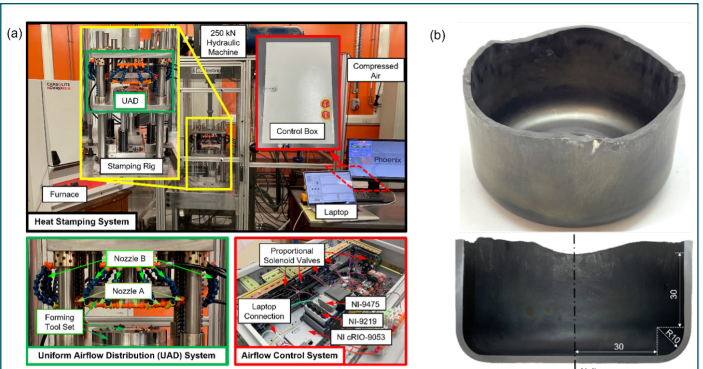 (a)
250 kN
Hydraulic
Machine
Compressed
Air
CARBOLITE
UAD
Control Box
Stamping Rig
Phoenix
Furnace
Laptop
Heat Stamping System
Nozzle B
Nozzle A
Forming
Tool Set
Uniform Airflow Distribution (UAD) System
Proportional
Solenoid Valves
Laptop
Connection
NI-9475
NI-9219
NI cRIO-9053
Airflow Control System
(b)
30
R10
30